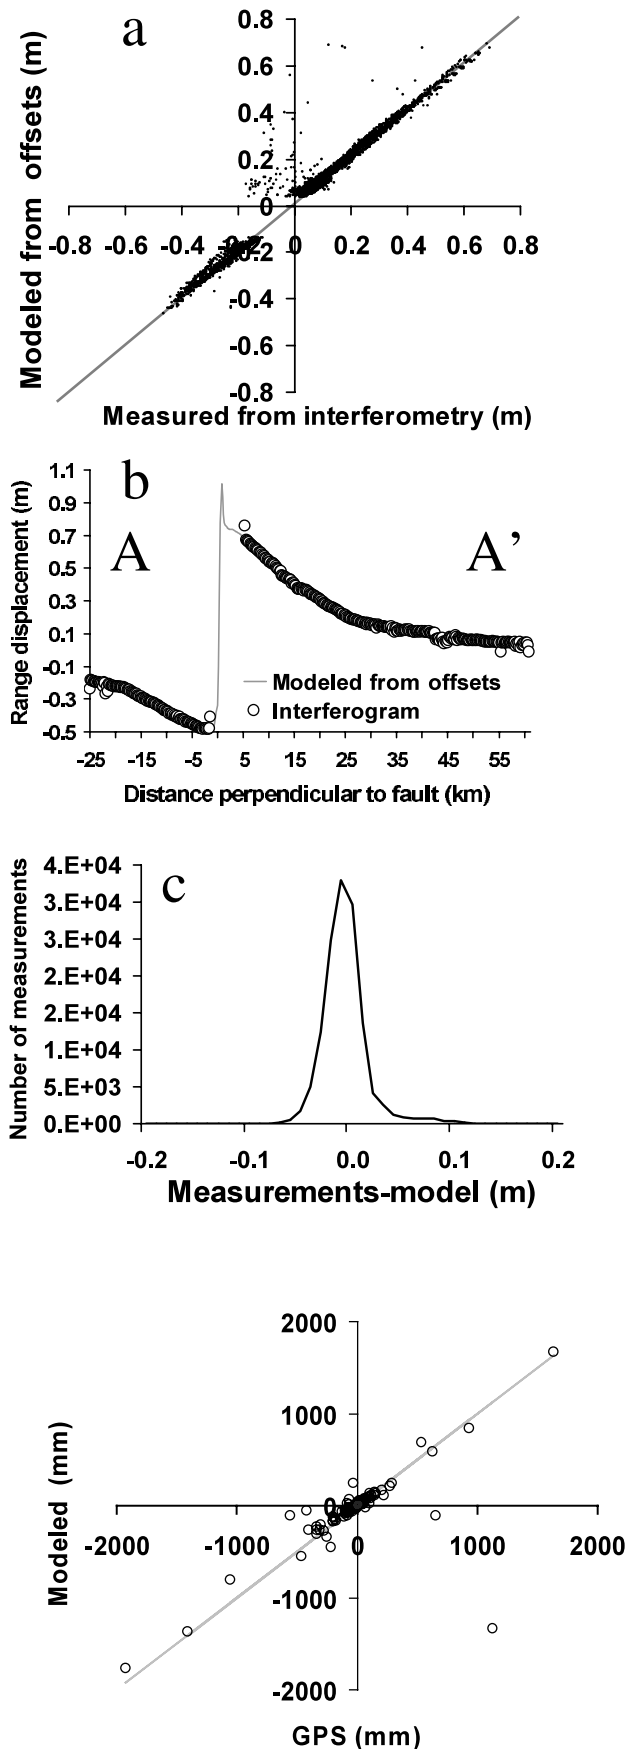 a
Modeled from offsets (m)
0.8
0.6
0.4
0.2
0
-0.8 -0.6 -0.4 -0.2 0 0.2 0.4 0.6 0.8
-0.2
-0.4
-0.6
-0.8
Measured from interferometry (m)
b
Range displacement (m)
1.1
0.9
0.7
0.5
0.3
0.1
-0.1
-0.3
-0.5
A A'
Modeled from offsets
Interferogram
-25 -15 -5 5 15 25 35 45 55
Distance perpendicular to fault (km)
c
Number of measurements
4.E+04
3.E+04
3.E+04
2.E+04
2.E+04
1.E+04
5.E+03
0.E+00
-0.2 -0.1 0.0 0.1 0.2
Measurements-model (m)
Modeled (mm)
2000
1000
0
-2000 -1000 0 1000 2000
-1000
-2000
GPS (mm)